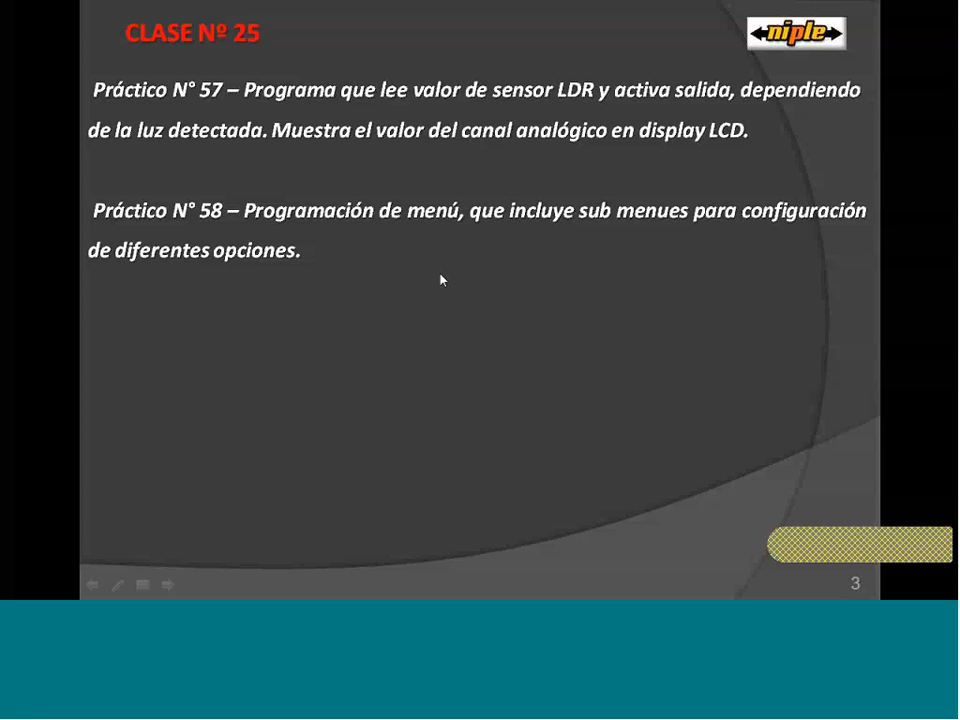 CLASE Nº 25
niple
Práctico N° 57 – Programa que lee valor de sensor LDR y activa salida, dependiendo
de la luz detectada. Muestra el valor del canal analógico en display LCD.
Práctico N° 58 – Programación de menú, que incluye sub menues para configuración
de diferentes opciones.
3